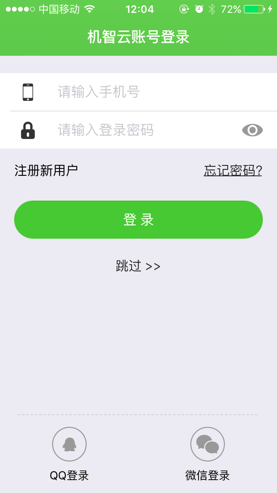 中国移动 12:04 72%
机智云账号登录
请输入手机号
请输入登录密码
注册新用户 忘记密码?
登 录
跳过 >>
QQ登录 微信登录